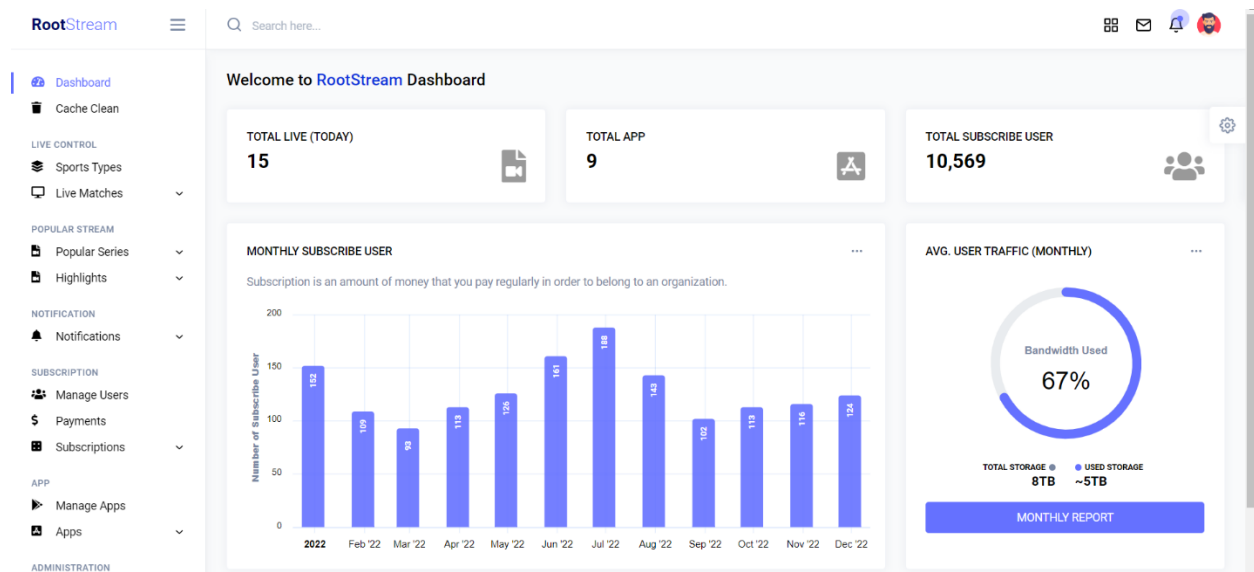 RootStream
Search here...
Dashboard
Cache Clean
LIVE CONTROL
Sports Types
Live Matches
POPULAR STREAM
Popular Series
Highlights
NOTIFICATION
Notifications
SUBSCRIPTION
Manage Users
Payments
Subscriptions
APP
Manage Apps
Apps
ADMINISTRATION
Welcome to RootStream Dashboard
TOTAL LIVE (TODAY)
15
TOTAL APP
9
TOTAL SUBSCRIBE USER
10,569
MONTHLY SUBSCRIBE USER
Subscription is an amount of money that you pay regularly in order to belong to an organization.
Number of Subscribe User
200
150
100
50
0
152
109
93
113
126
161
188
143
102
113
116
124
2022 Feb '22 Mar '22 Apr '22 May '22 Jun '22 Jul '22 Aug '22 Sep '22 Oct '22 Nov '22 Dec '22
AVG. USER TRAFFIC (MONTHLY)
Bandwidth Used
67%
TOTAL STORAGE USED STORAGE
8TB ~5TB
MONTHLY REPORT